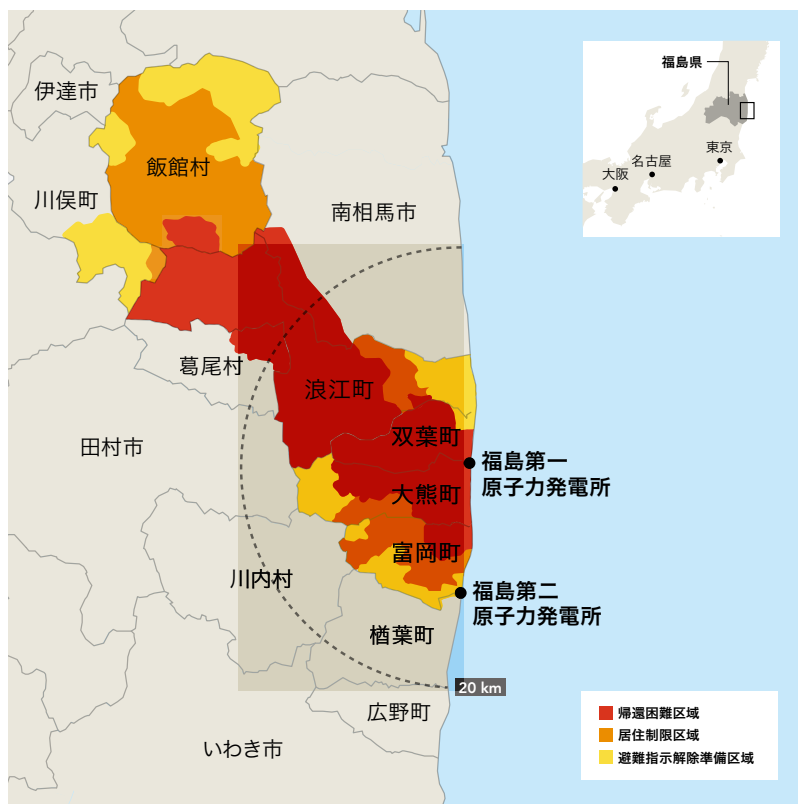 福島県
東京
名古屋
大阪
伊達市
飯館村
川俣町
南相馬市
葛尾村
浪江町
双葉町
田村市
福島第一
原子力発電所
大熊町
富岡町
川内村
福島第二
原子力発電所
楢葉町
20 km
広野町
いわき市
帰還困難区域
居住制限区域
避難指示解除準備区域